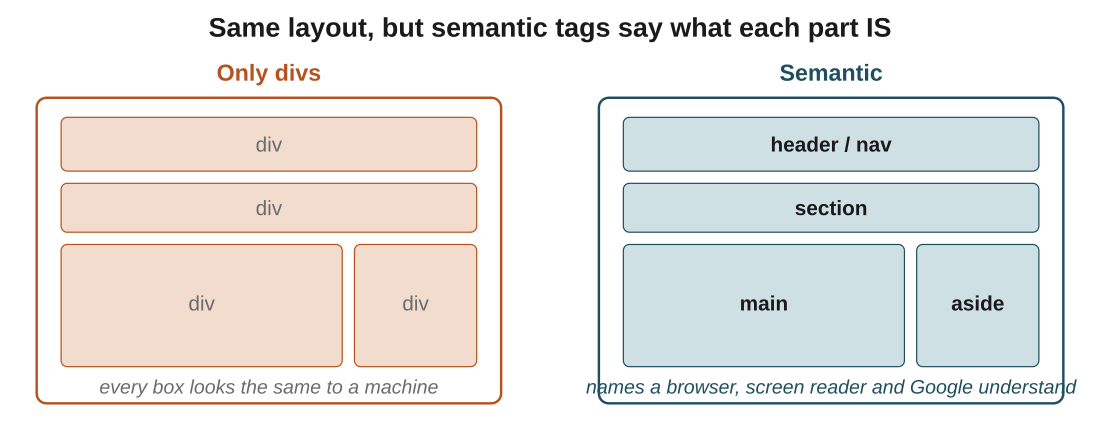 Same layout, but semantic tags say what each part IS
Only divs
div
div
div
div
every box looks the same to a machine
Semantic
header / nav
section
main
aside
names a browser, screen reader and Google understand